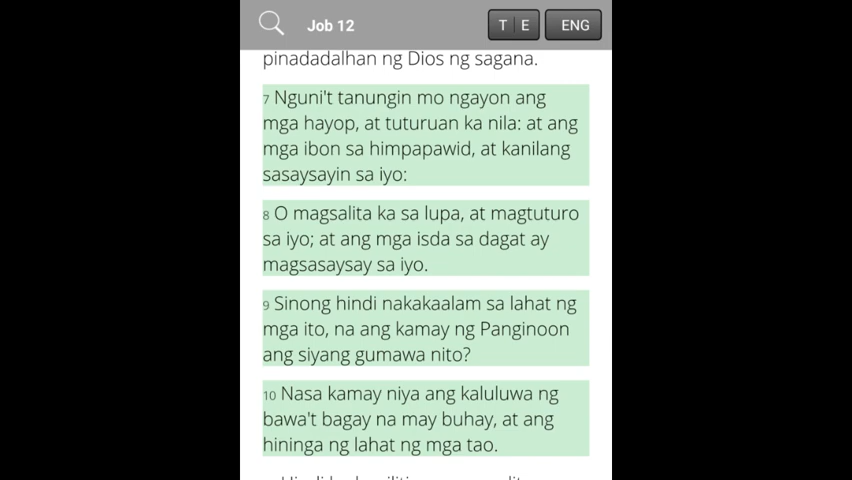 Job 12
T | E
ENG
pinadadalhan ng Dios ng sagana.
7 Nguni't tanungin mo ngayon ang
mga hayop, at tuturuan ka nila: at ang
mga ibon sa himpapawid, at kanilang
sasaysayin sa iyo:
8 O magsalita ka sa lupa, at magtuturo
sa iyo; at ang mga isda sa dagat ay
magsasaysay sa iyo.
9 Sinong hindi nakakaalam sa lahat ng
mga ito, na ang kamay ng Panginoon
ang siyang gumawa nito?
10 Nasa kamay niya ang kaluluwa ng
bawa't bagay na may buhay, at ang
hininga ng lahat ng mga tao.